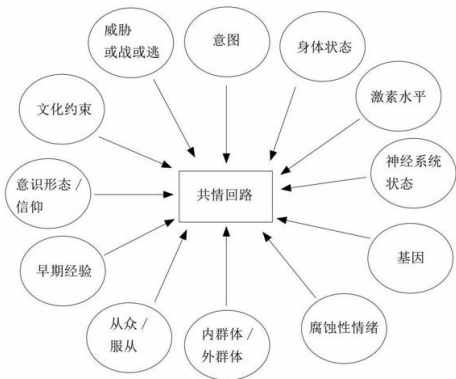 威胁
或战或逃
意图
身体状态
激素水平
神经系统
状态
基因
腐蚀性情绪
内群体/
外群体
从众/
服从
早期经验
意识形态/
信仰
文化约束
共情回路